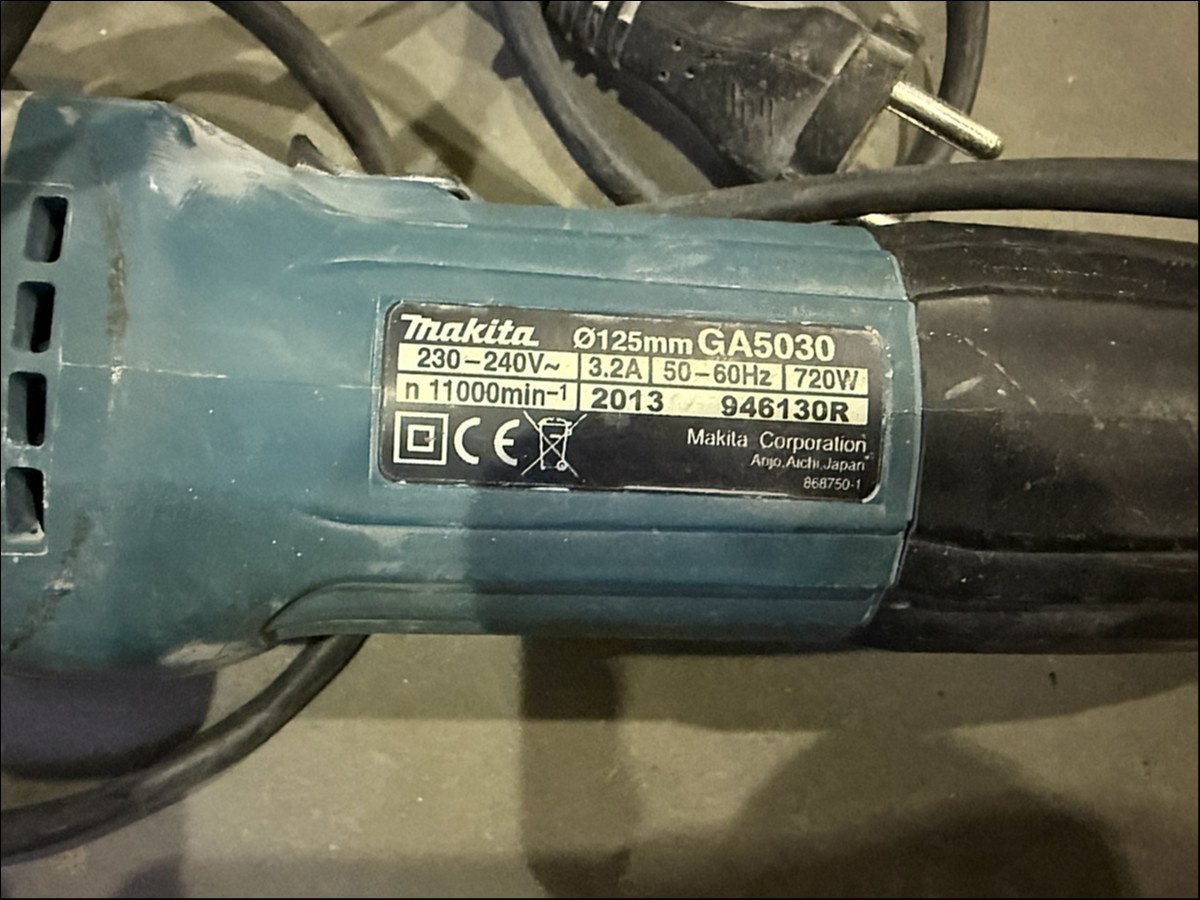 makita Ø125mm GA5030
230-240V~ 3.2A 50-60Hz 720W
n 11000min-1 2013 946130R
CE
Makita Corporation
Anjo, Aichi, Japan
868750-1